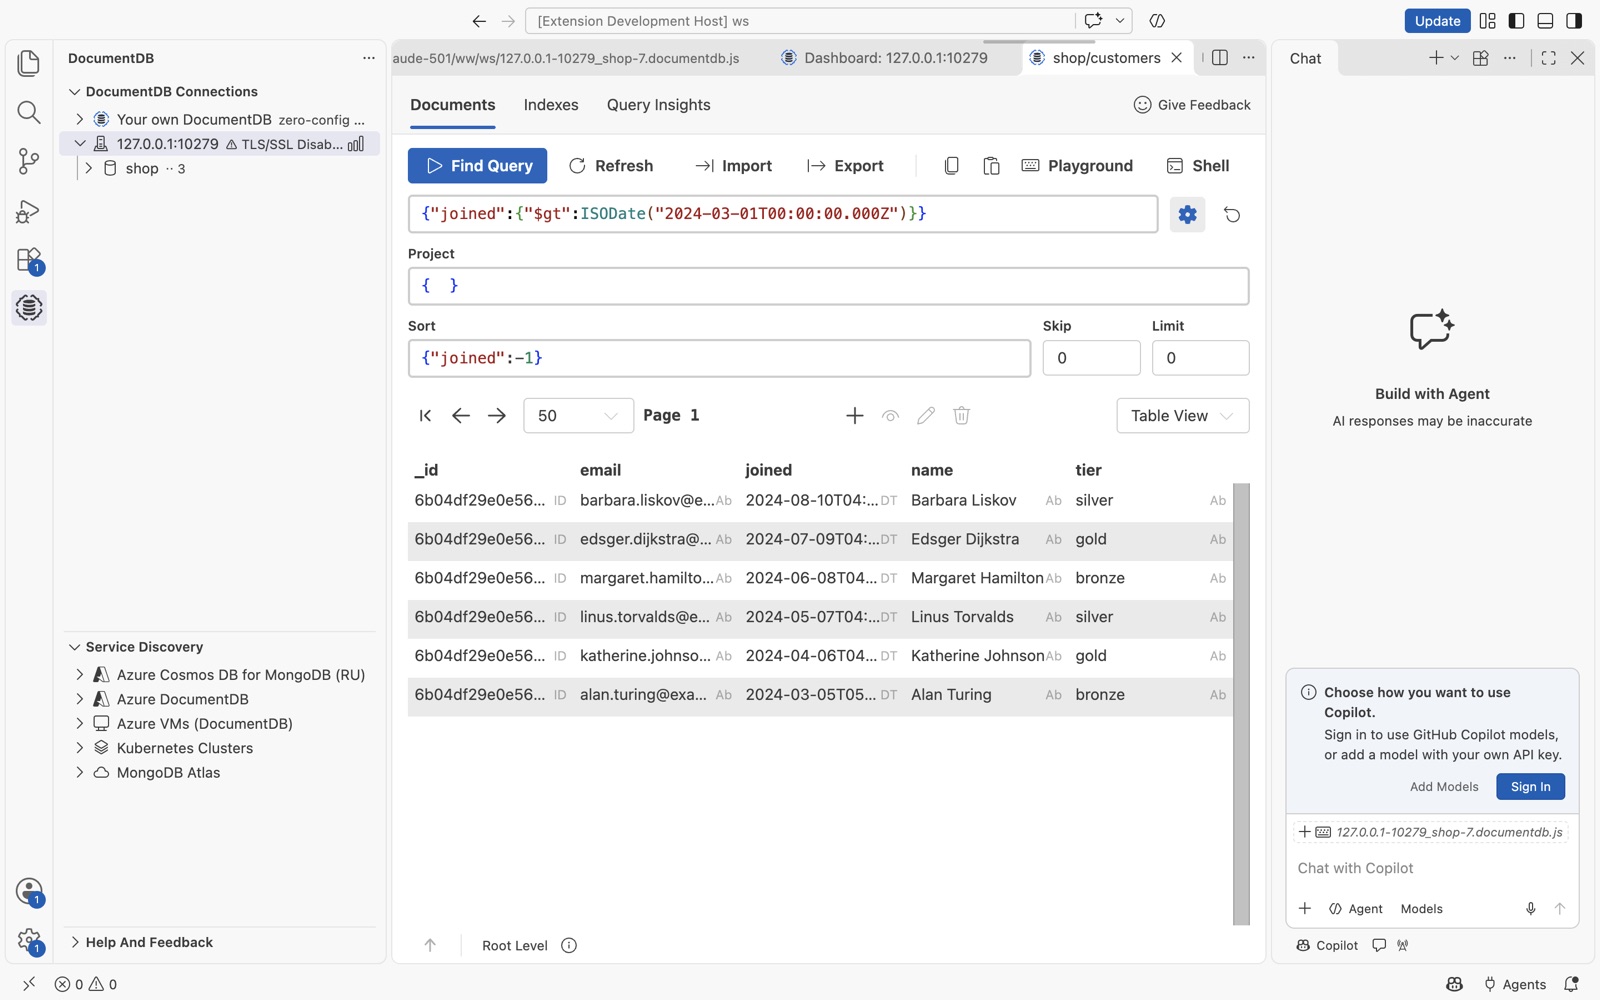 [Extension Development Host] ws
Update
DocumentDB
DocumentDB Connections
Your own DocumentDB zero-config ...
127.0.0.1:10279 TLS/SSL Disab...
shop ·· 3
Service Discovery
Azure Cosmos DB for MongoDB (RU)
Azure DocumentDB
Azure VMs (DocumentDB)
Kubernetes Clusters
MongoDB Atlas
Help And Feedback
1
1
1
aude-501/ww/ws/127.0.0.1-10279_shop-7.documentdb.js
Dashboard: 127.0.0.1:10279
shop/customers
Documents
Indexes
Query Insights
Give Feedback
Find Query
Refresh
Import
Export
Playground
Shell
{"joined":{"$gt":ISODate("2024-03-01T00:00:00.000Z")}}
Project
{  }
Sort
Skip
Limit
{"joined":-1}
0
0
50
Page 1
Table View
_id email joined name tier
6b04df29e0e56... ID barbara.liskov@e... Ab 2024-08-10T04:... DT Barbara Liskov Ab silver Ab
6b04df29e0e56... ID edsger.dijkstra@... Ab 2024-07-09T04:... DT Edsger Dijkstra Ab gold Ab
6b04df29e0e56... ID margaret.hamilto... Ab 2024-06-08T04... DT Margaret Hamilton Ab bronze Ab
6b04df29e0e56... ID linus.torvalds@e... Ab 2024-05-07T04:... DT Linus Torvalds Ab silver Ab
6b04df29e0e56... ID katherine.johnso... Ab 2024-04-06T04... DT Katherine Johnson Ab gold Ab
6b04df29e0e56... ID alan.turing@exa... Ab 2024-03-05T05... DT Alan Turing Ab bronze Ab
Root Level
Chat
Build with Agent
AI responses may be inaccurate
Choose how you want to use
Copilot.
Sign in to use GitHub Copilot models,
or add a model with your own API key.
Add Models
Sign In
127.0.0.1-10279_shop-7.documentdb.js
Chat with Copilot
Agent
Models
Copilot
0 0
Agents